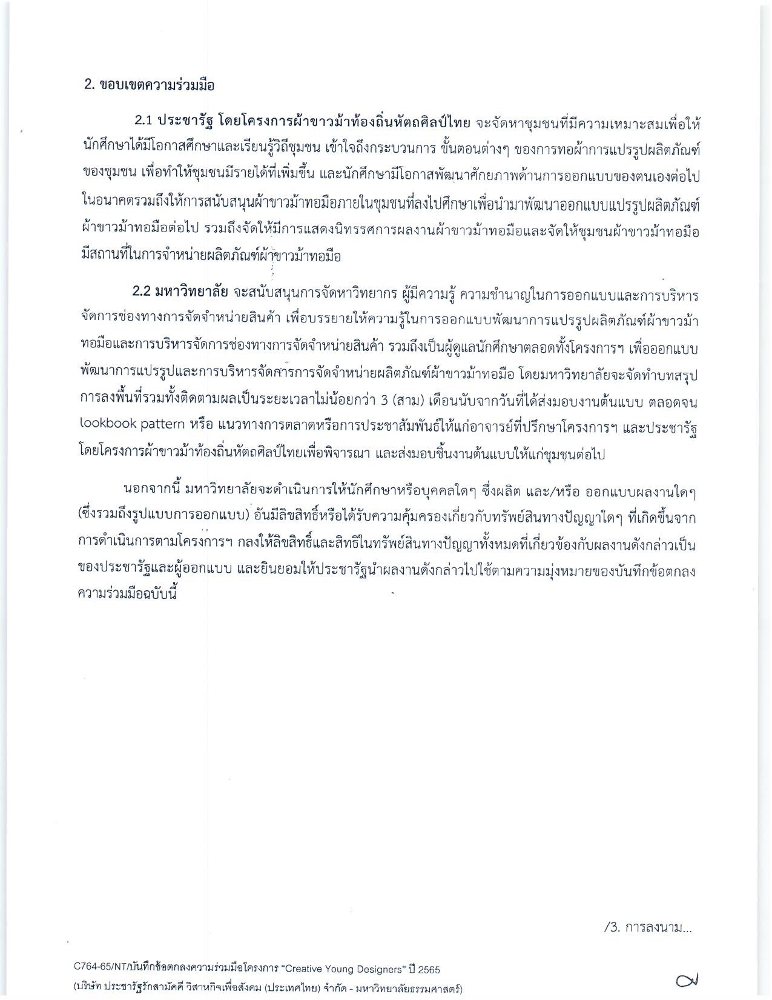 2. ขอบเขตความร่วมมือ
2.1 ประชารัฐ โดยโครงการผ้าขาวม้าท้องถิ่นหัตถศิลป์ไทย จะจัดหาชุมชนที่มีความเหมาะสมเพื่อให้
นักศึกษาได้มีโอกาสศึกษาและเรียนรู้วิถีชุมชน เข้าใจถึงกระบวนการ ขั้นตอนต่างๆ ของการทอผ้าการแปรรูปผลิตภัณฑ์
ของชุมชน เพื่อทำให้ชุมชนมีรายได้ที่เพิ่มขึ้น และนักศึกษามีโอกาสพัฒนาศักยภาพด้านการออกแบบของตนเองต่อไป
ในอนาคตรวมถึงให้การสนับสนุนผ้าขาวม้าทอมือภายในชุมชนที่ลงไปศึกษาเพื่อนำมาพัฒนาออกแบบแปรรูปผลิตภัณฑ์
ผ้าขาวม้าทอมือต่อไป รวมถึงจัดให้มีการแสดงนิทรรศการผลงานผ้าขาวม้าทอมือและจัดให้ชุมชนผ้าขาวม้าทอมือ
มีสถานที่ในการจำหน่ายผลิตภัณฑ์ผ้าขาวม้าทอมือ
2.2 มหาวิทยาลัย จะสนับสนุนการจัดหาวิทยากร ผู้มีความรู้ ความชำนาญในการออกแบบและการบริหาร
จัดการช่องทางการจัดจำหน่ายสินค้า เพื่อบรรยายให้ความรู้ในการออกแบบพัฒนาการแปรรูปผลิตภัณฑ์ผ้าขาวม้า
ทอมือและการบริหารจัดการช่องทางการจัดจำหน่ายสินค้า รวมถึงเป็นผู้ดูแลนักศึกษาตลอดทั้งโครงการฯ เพื่อออกแบบ
พัฒนาการแปรรูปและการบริหารจัดการการจัดจำหน่ายผลิตภัณฑ์ผ้าขาวม้าทอมือ โดยมหาวิทยาลัยจะจัดทำบทสรุป
การลงพื้นที่รวมทั้งติดตามผลเป็นระยะเวลาไม่น้อยกว่า 3 (สาม) เดือนนับจากวันที่ได้ส่งมอบงานต้นแบบ ตลอดจน
lookbook pattern หรือ แนวทางการตลาดหรือการประชาสัมพันธ์ให้แก่อาจารย์ที่ปรึกษาโครงการฯ และประชารัฐ
โดยโครงการผ้าขาวม้าท้องถิ่นหัตถศิลป์ไทยเพื่อพิจารณา และส่งมอบชิ้นงานต้นแบบให้แก่ชุมชนต่อไป
นอกจากนี้ มหาวิทยาลัยจะดำเนินการให้นักศึกษาหรือบุคคลใดๆ ซึ่งผลิต และ/หรือ ออกแบบผลงานใดๆ
(ซึ่งรวมถึงรูปแบบการออกแบบ) อันมีลิขสิทธิ์หรือได้รับความคุ้มครองเกี่ยวกับทรัพย์สินทางปัญญาใดๆ ที่เกิดขึ้นจาก
การดำเนินการตามโครงการฯ กลงให้ลิขสิทธิ์และสิทธิในทรัพย์สินทางปัญญาทั้งหมดที่เกี่ยวข้องกับผลงานดังกล่าวเป็น
ของประชารัฐและผู้ออกแบบ และยินยอมให้ประชารัฐนำผลงานดังกล่าวไปใช้ตามความมุ่งหมายของบันทึกข้อตกลง
ความร่วมมือฉบับนี้
/3. การลงนาม...
C764-65/NT/บันทึกข้อตกลงความร่วมมือโครงการ “Creative Young Designers” ปี 2565
(บริษัท ประชารัฐรักสามัคคี วิสาหกิจเพื่อสังคม (ประเทศไทย) จำกัด - มหาวิทยาลัยธรรมศาสตร์)